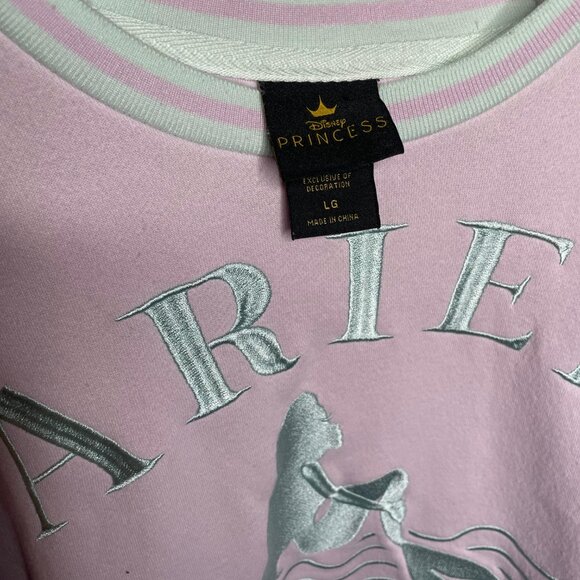 Disney
PRINCESS
EXCLUSIVE OF
DECORATION
LG
MADE IN CHINA
ARIEL